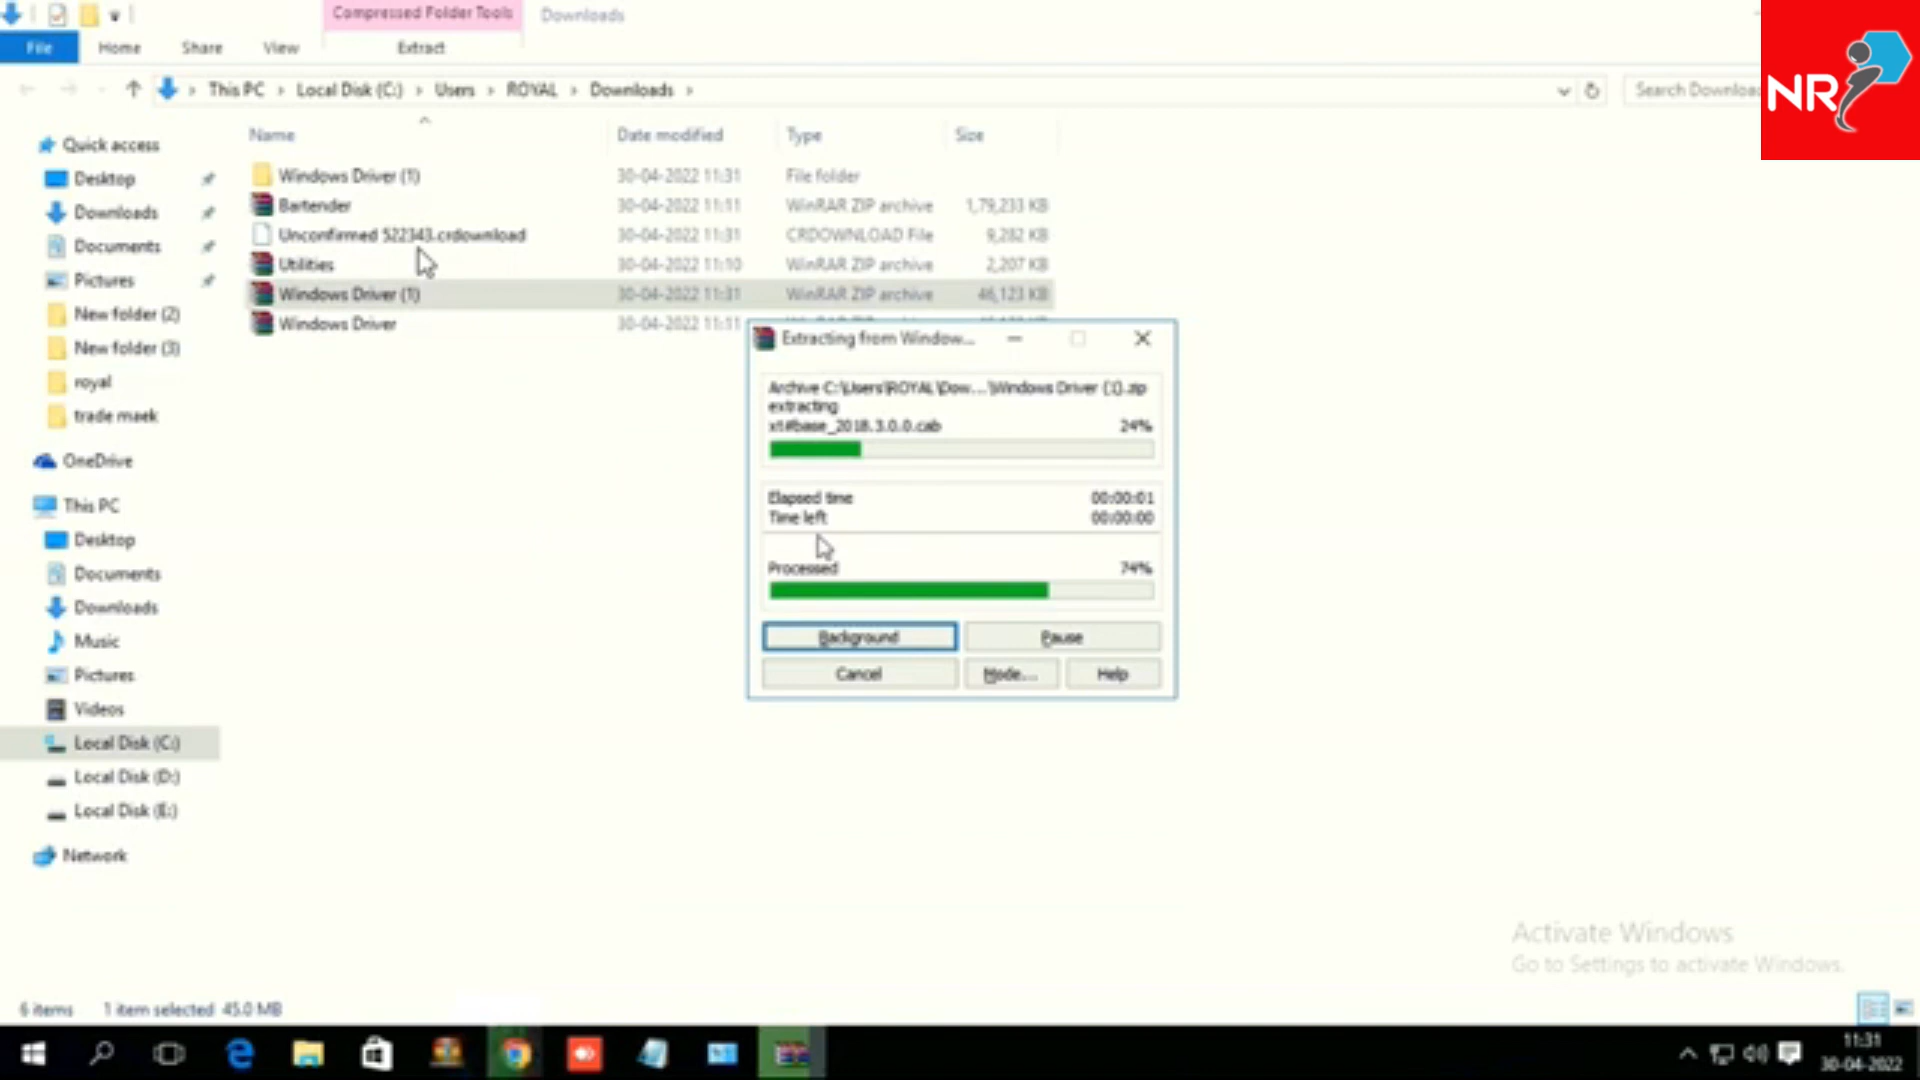 Compressed Folder Tools
Downloads
File
Home
Share
View
Extract
NR
This PC > Local Disk (C:) > Users > ROYAL > Downloads >
Search Downloa
Name
Date modified
Type
Size
Windows Driver (1) 30-04-2022 11:31 File folder
Bartender 30-04-2022 11:11 WinRAR ZIP archive 1,79,233 KB
Unconfirmed 522343.crdownload 30-04-2022 11:31 CRDOWNLOAD File 9,282 KB
Utilities 30-04-2022 11:10 WinRAR ZIP archive 2,207 KB
Windows Driver (1) 30-04-2022 11:31 WinRAR ZIP archive 46,123 KB
Windows Driver 30-04-2022 11:11
Quick access
Desktop
Downloads
Documents
Pictures
New folder (2)
New folder (3)
royal
trade maek
OneDrive
This PC
Desktop
Documents
Downloads
Music
Pictures
Videos
Local Disk (C:)
Local Disk (D:)
Local Disk (E:)
Network
Extracting from Window...
Archive C:\Users\ROYAL\Dow...\Windows Driver (1).zip
extracting
xt#base_2018.3.0.0.cab 24%
Elapsed time 00:00:01
Time left 00:00:00
Processed 74%
Background
Pause
Cancel
Mode...
Help
Activate Windows
Go to Settings to activate Windows.
6 items 1 item selected 45.0 MB
11:31
30-04-2022